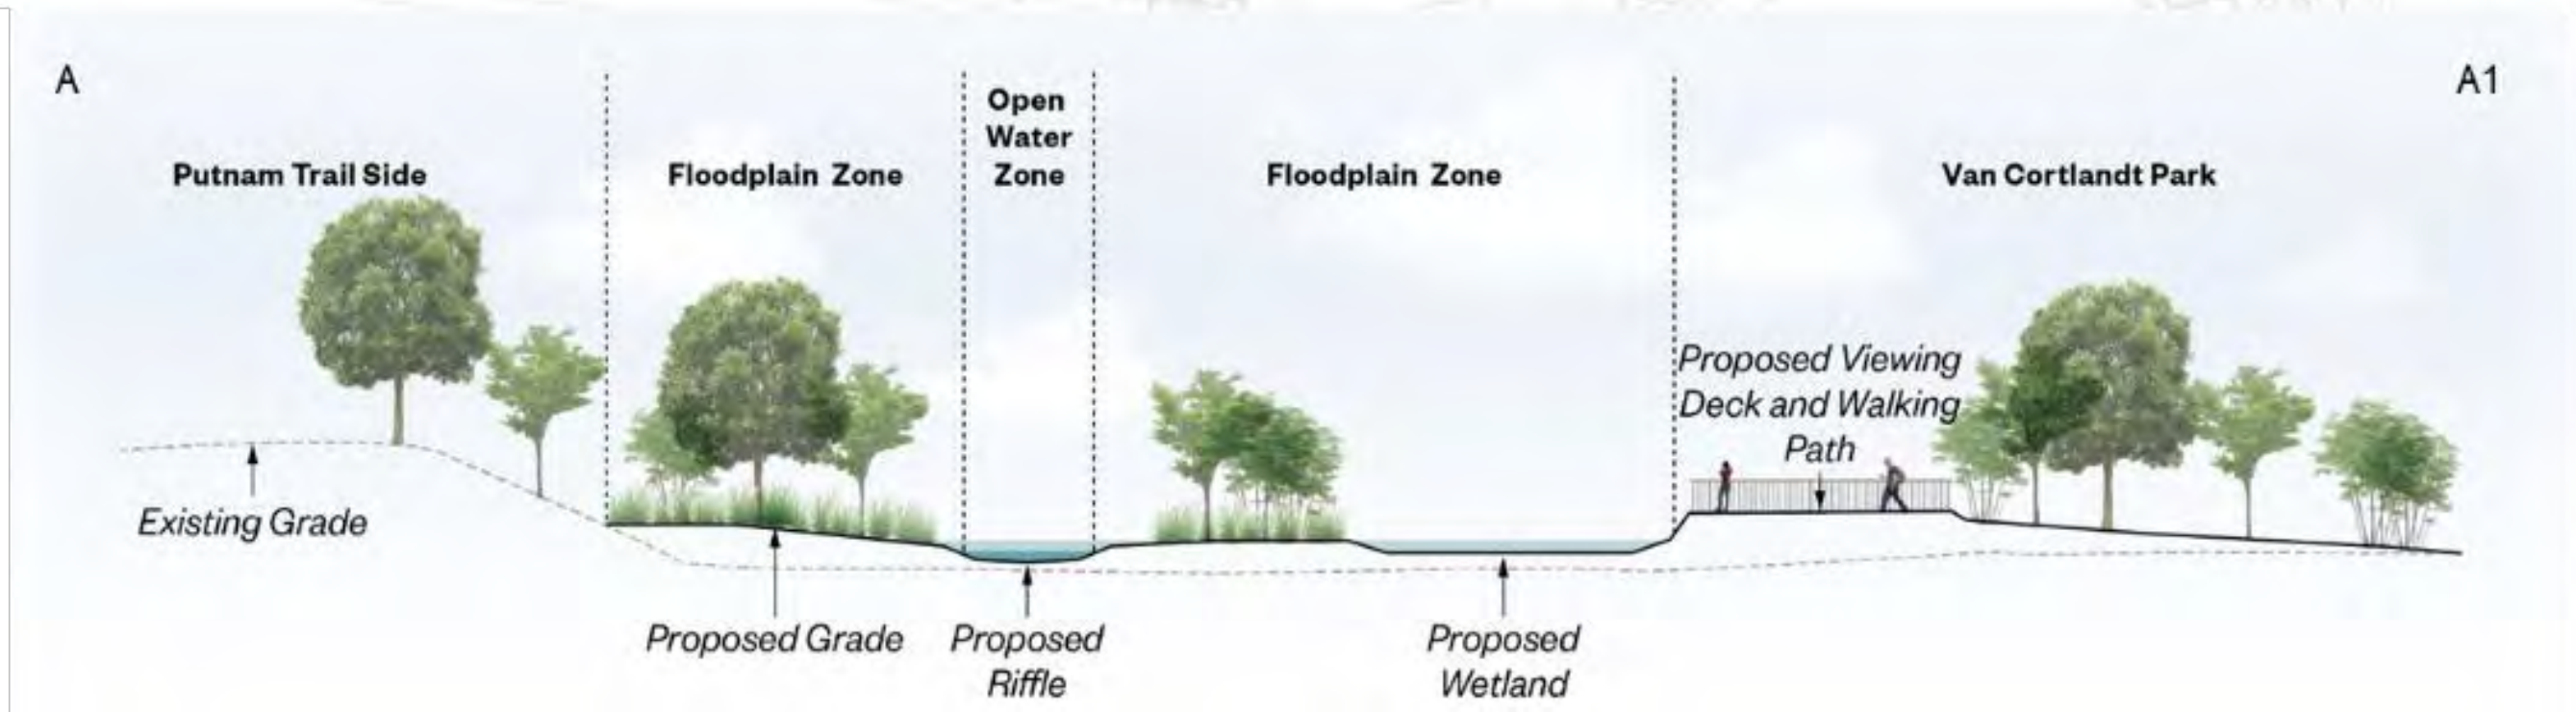 A
A1
Open
Water
Zone
Putnam Trail Side
Floodplain Zone
Floodplain Zone
Van Cortlandt Park
Proposed Viewing
Deck and Walking
Path
Existing Grade
Proposed Grade
Proposed
Riffle
Proposed
Wetland